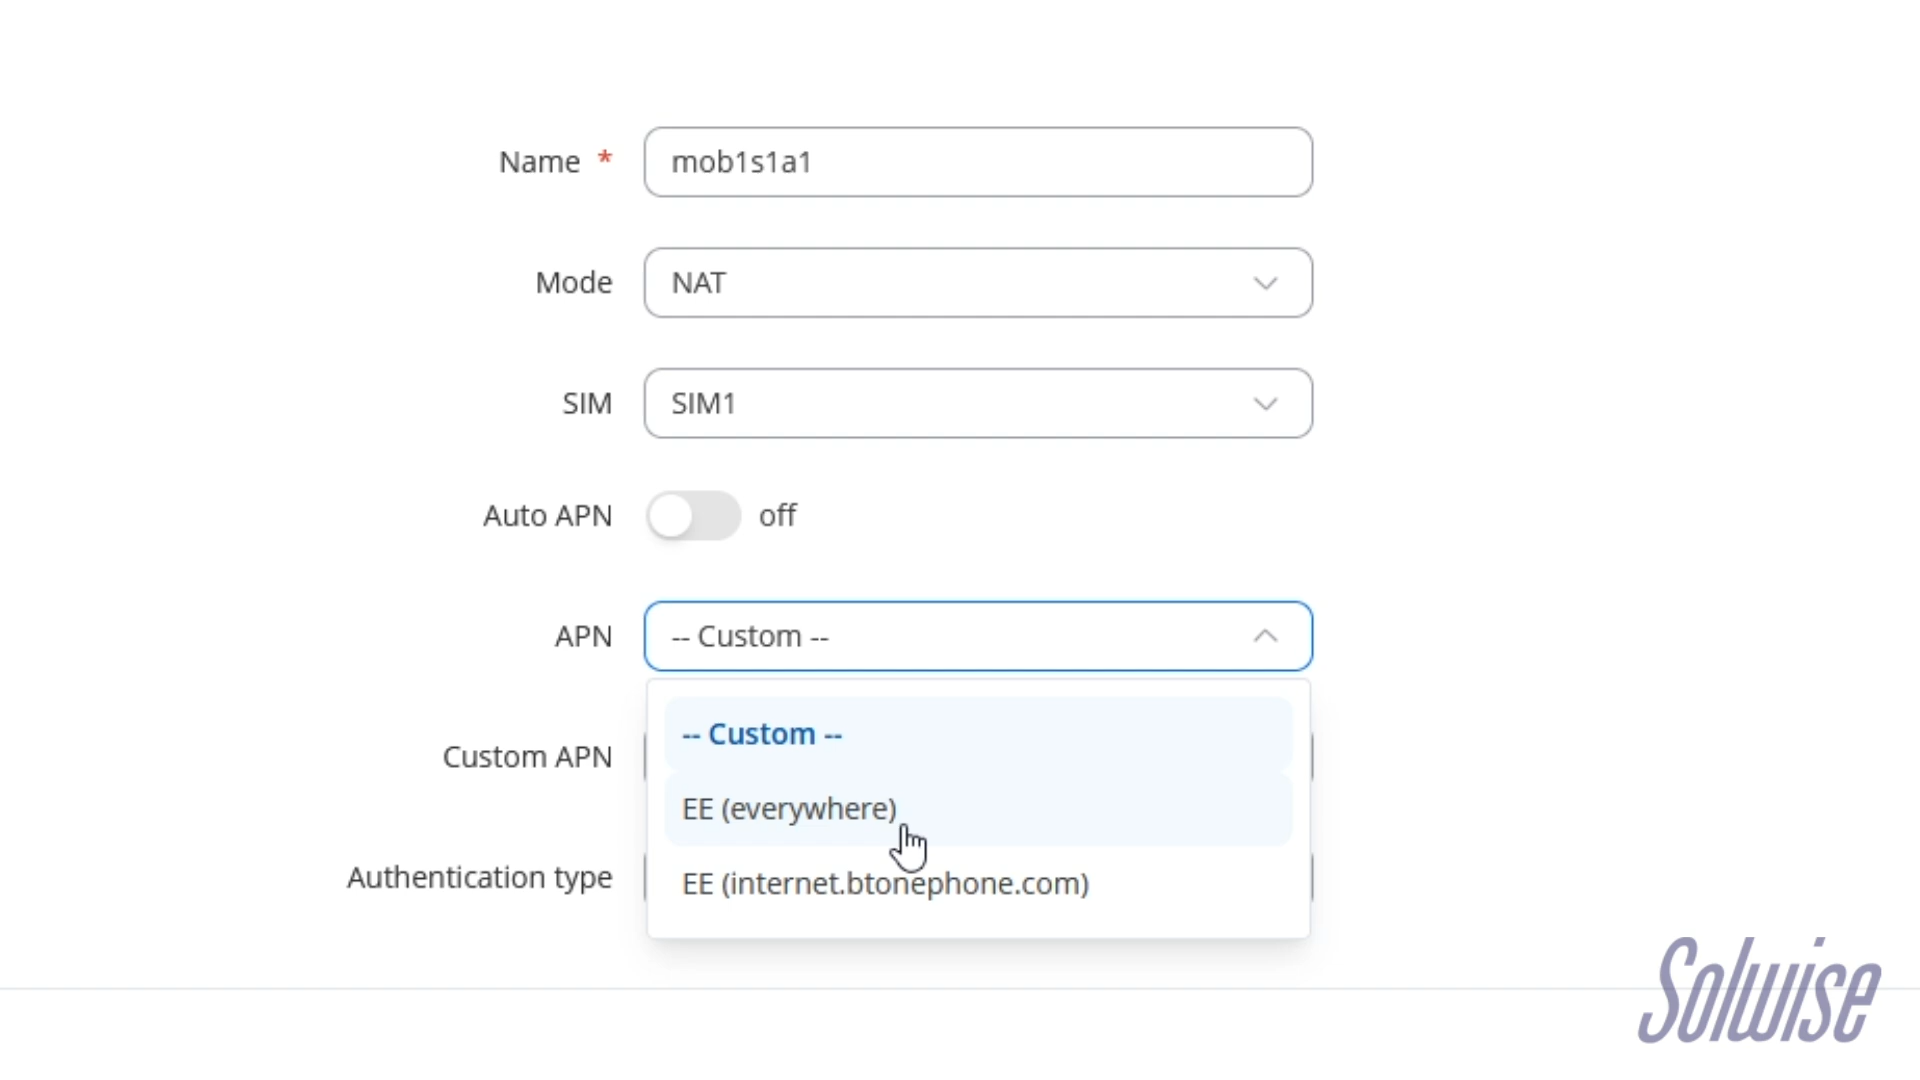 Name *
mob1s1a1
Mode
NAT
SIM
SIM1
Auto APN
off
APN
-- Custom --
-- Custom --
Custom APN
EE (everywhere)
Authentication type
EE (internet.btonephone.com)
Solwise